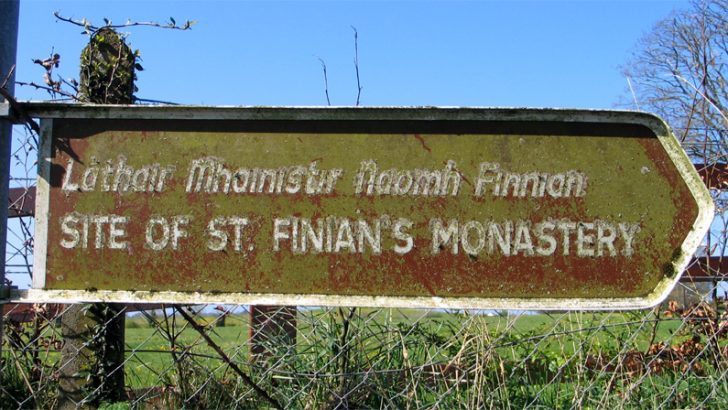 Láthair Mhainistir Naomh Finnian
SITE OF ST. FINIAN'S MONASTERY